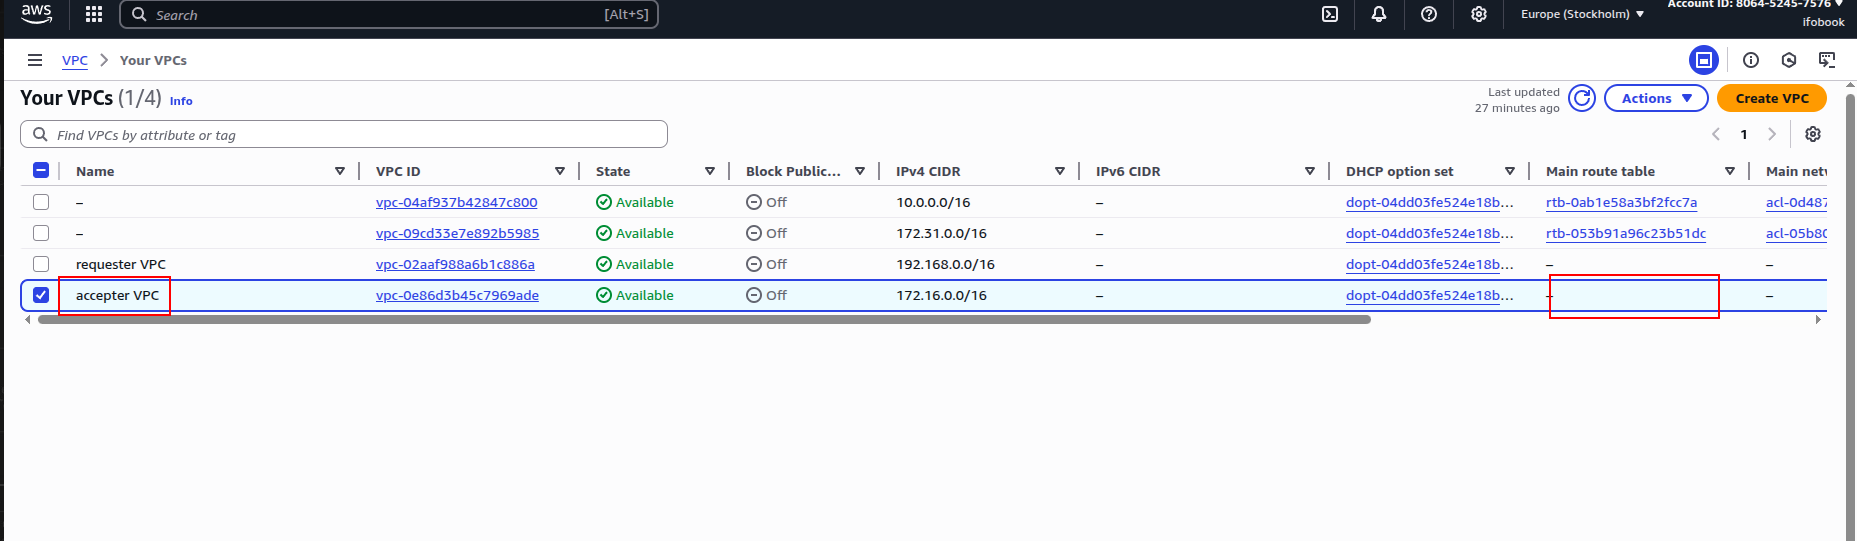 aws
Search [Alt+S]
Europe (Stockholm)
Account ID: 8064-5245-7576
ifobook
VPC > Your VPCs
Your VPCs (1/4) Info
Last updated
27 minutes ago
Actions
Create VPC
Find VPCs by attribute or tag
1
Name VPC ID State Block Public... IPv4 CIDR IPv6 CIDR DHCP option set Main route table Main netv
– vpc-04af937b42847c800 Available Off 10.0.0.0/16 – dopt-04dd03fe524e18b... rtb-0ab1e58a3bf2fcc7a acl-0d487
– vpc-09cd33e7e892b5985 Available Off 172.31.0.0/16 – dopt-04dd03fe524e18b... rtb-053b91a96c23b51dc acl-05b80
requester VPC vpc-02aaf988a6b1c886a Available Off 192.168.0.0/16 – dopt-04dd03fe524e18b... – –
accepter VPC vpc-0e86d3b45c7969ade Available Off 172.16.0.0/16 – dopt-04dd03fe524e18b... – –